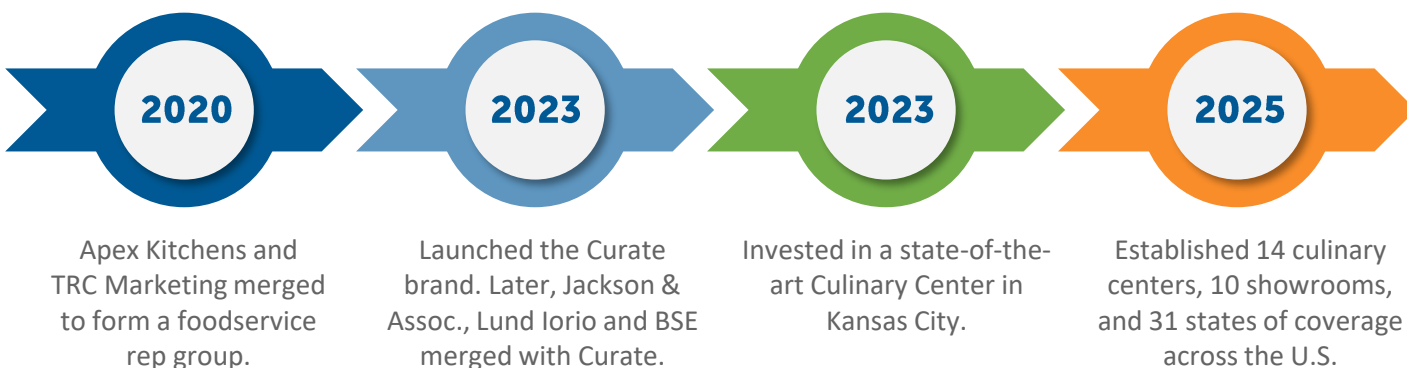 2020
Apex Kitchens and
TRC Marketing merged
to form a foodservice
rep group.
2023
Launched the Curate
brand. Later, Jackson &
Assoc., Lund Iorio and BSE
merged with Curate.
2023
Invested in a state-of-the-
art Culinary Center in
Kansas City.
2025
Established 14 culinary
centers, 10 showrooms,
and 31 states of coverage
across the U.S.